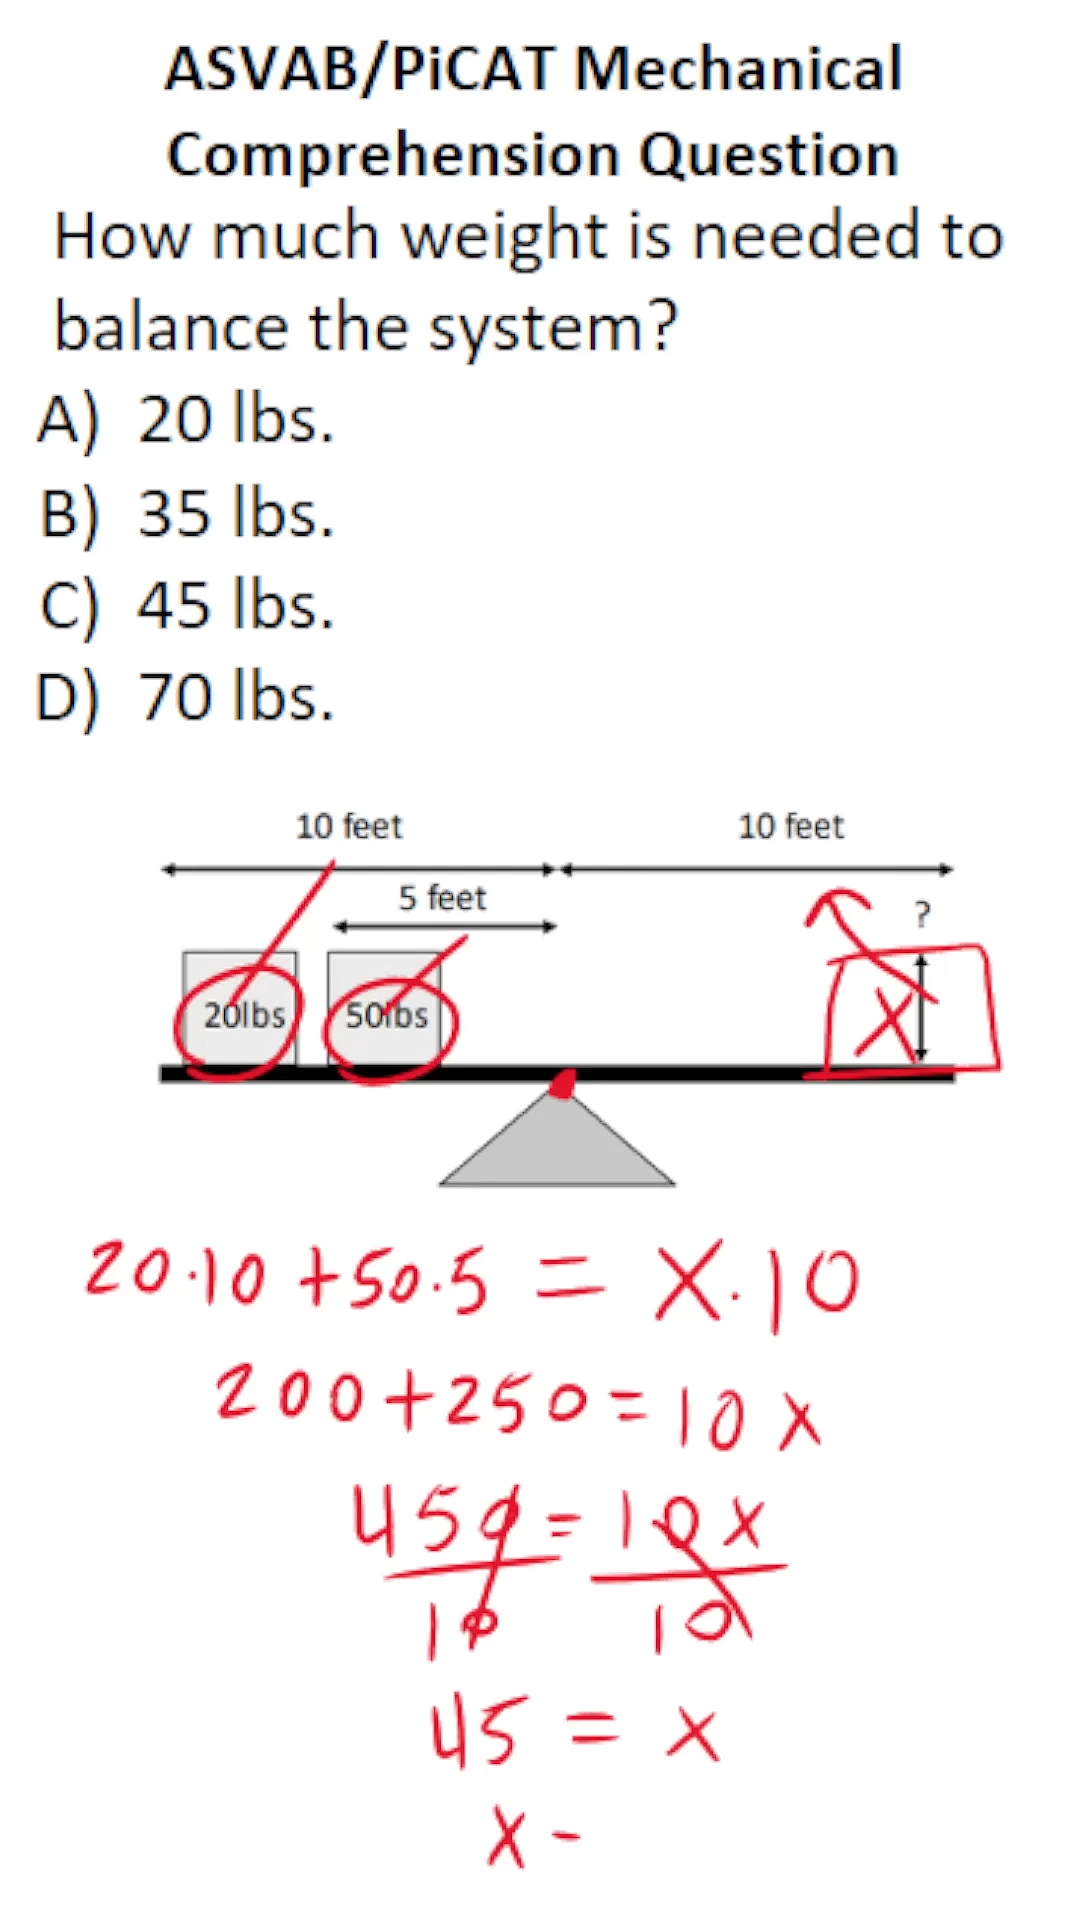 ASVAB/PiCAT Mechanical
Comprehension Question
How much weight is needed to
balance the system?
A) 20 lbs.
B) 35 lbs.
C) 45 lbs.
D) 70 lbs.
10 feet
10 feet
5 feet
?
20lbs
50lbs
X
20·10+50·5 = X·10
200+250=10x
450=10x
10 10
45 = x
x -